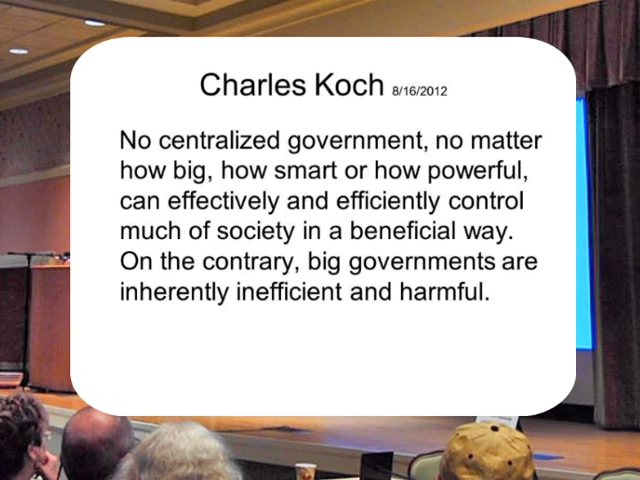 Charles Koch 8/16/2012
No centralized government, no matter
how big, how smart or how powerful,
can effectively and efficiently control
much of society in a beneficial way.
On the contrary, big governments are
inherently inefficient and harmful.